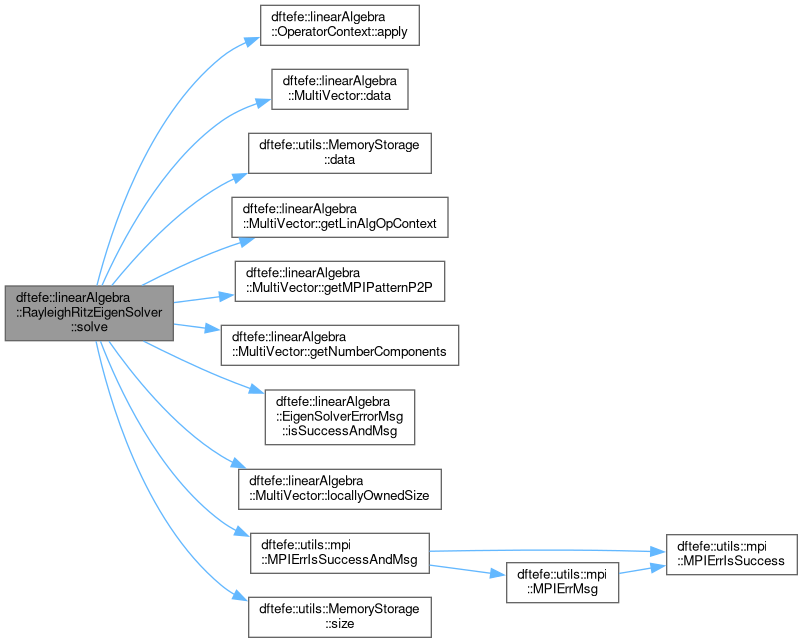 dftefe::linearAlgebra
::RayleighRitzEigenSolver
::solve
dftefe::linearAlgebra
::OperatorContext::apply
dftefe::linearAlgebra
::MultiVector::data
dftefe::utils::MemoryStorage
::data
dftefe::linearAlgebra
::MultiVector::getLinAlgOpContext
dftefe::linearAlgebra
::MultiVector::getMPIPatternP2P
dftefe::linearAlgebra
::MultiVector::getNumberComponents
dftefe::linearAlgebra
::EigenSolverErrorMsg
::isSuccessAndMsg
dftefe::linearAlgebra
::MultiVector::locallyOwnedSize
dftefe::utils::mpi
::MPIErrIsSuccessAndMsg
dftefe::utils::mpi
::MPIErrMsg
dftefe::utils::mpi
::MPIErrIsSuccess
dftefe::utils::MemoryStorage
::size